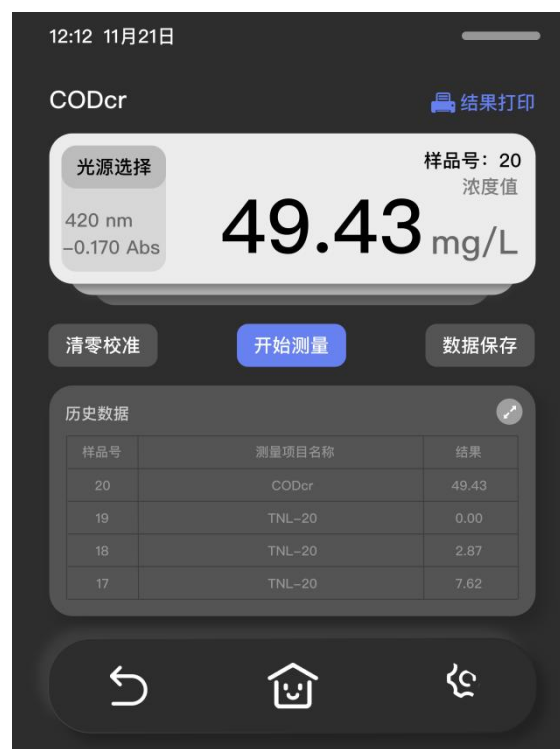 12:12 11月21日
CODcr
结果打印
光源选择
样品号：20
浓度值
420 nm
-0.170 Abs
49.43 mg/L
清零校准
开始测量
数据保存
历史数据
样品号 测量项目名称 结果
20 CODcr 49.43
19 TNL-20 0.00
18 TNL-20 2.87
17 TNL-20 7.62